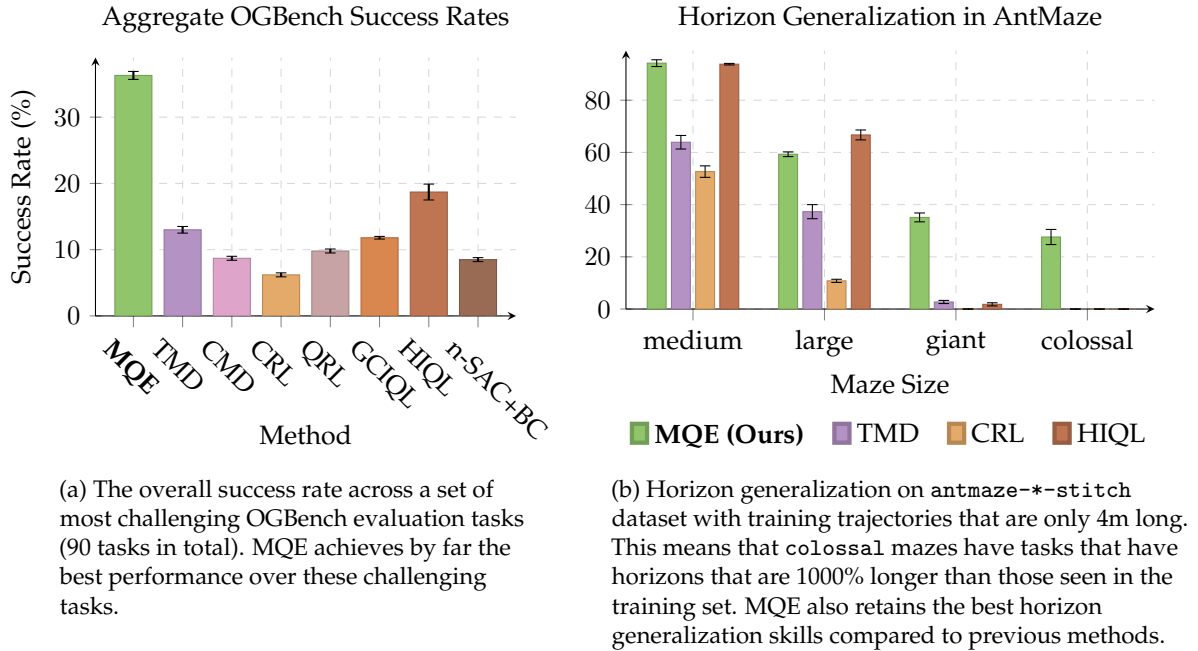 Aggregate OGBench Success Rates
Success Rate (%)
30
20
10
0
MQE
TMD
CMD
CRL
QRL
GCIQL
HIQL
n-SAC+BC
Method
(a) The overall success rate across a set of
most challenging OGBench evaluation tasks
(90 tasks in total). MQE achieves by far the
best performance over these challenging
tasks.
Horizon Generalization in AntMaze
80
60
40
20
0
medium
large
giant
colossal
Maze Size
MQE (Ours) TMD CRL HIQL
(b) Horizon generalization on antmaze-*-stitch
dataset with training trajectories that are only 4m long.
This means that colossal mazes have tasks that have
horizons that are 1000% longer than those seen in the
training set. MQE also retains the best horizon
generalization skills compared to previous methods.